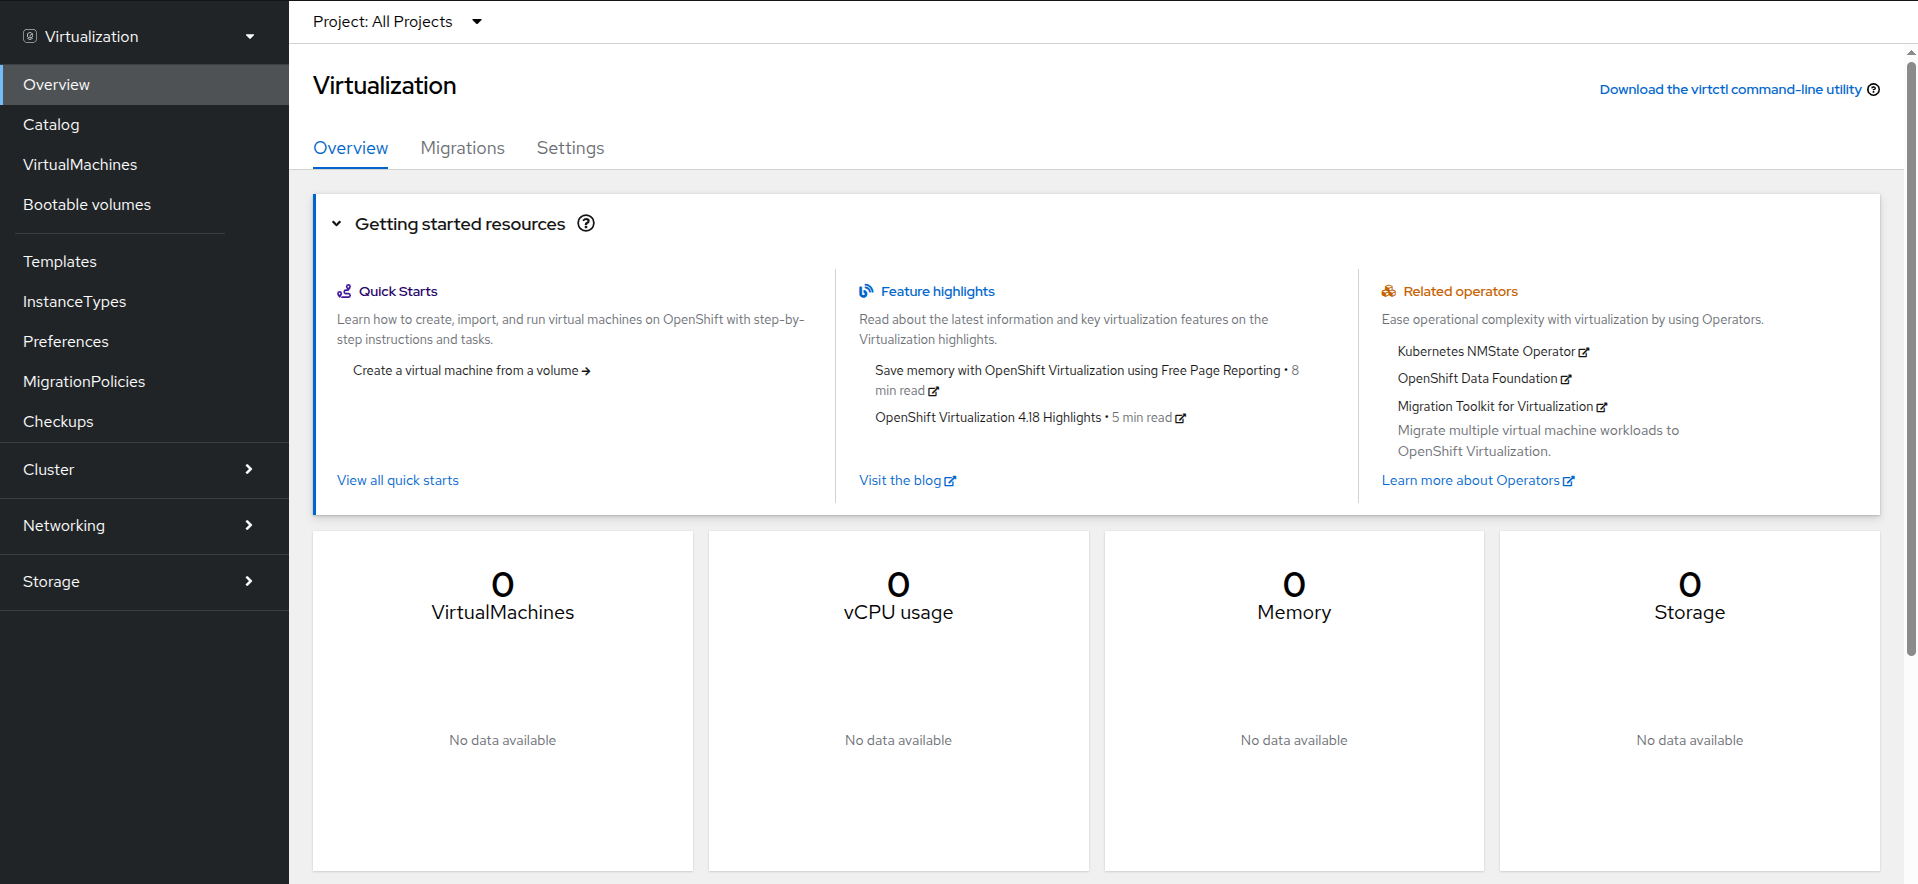 Virtualization
Overview
Catalog
VirtualMachines
Bootable volumes
Templates
InstanceTypes
Preferences
MigrationPolicies
Checkups
Cluster
Networking
Storage
Project: All Projects
Virtualization
Download the virtctl command-line utility
Overview
Migrations
Settings
Getting started resources
Quick Starts
Learn how to create, import, and run virtual machines on OpenShift with step-by-
step instructions and tasks.
Create a virtual machine from a volume
View all quick starts
Feature highlights
Read about the latest information and key virtualization features on the
Virtualization highlights.
Save memory with OpenShift Virtualization using Free Page Reporting • 8
min read
OpenShift Virtualization 4.18 Highlights • 5 min read
Visit the blog
Related operators
Ease operational complexity with virtualization by using Operators.
Kubernetes NMState Operator
OpenShift Data Foundation
Migration Toolkit for Virtualization
Migrate multiple virtual machine workloads to
OpenShift Virtualization.
Learn more about Operators
0
VirtualMachines
No data available
0
vCPU usage
No data available
0
Memory
No data available
0
Storage
No data available